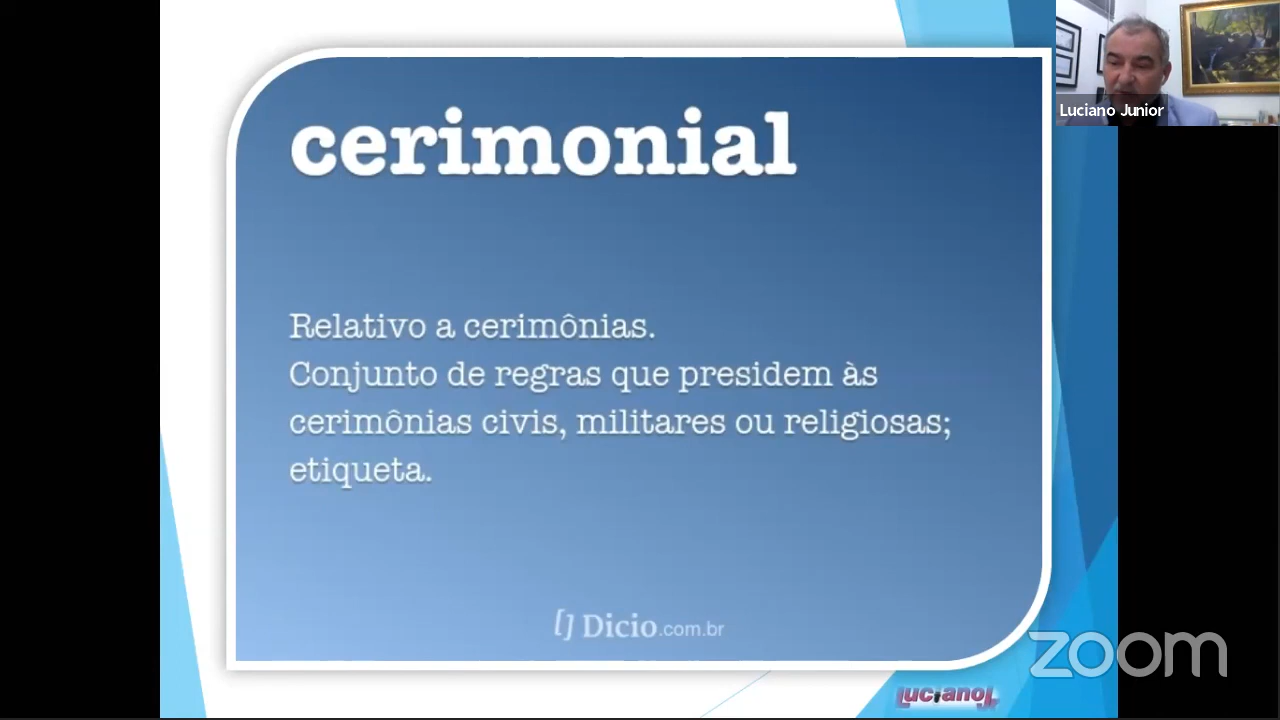 cerimonial
Luciano Junior
Relativo a cerimônias.
Conjunto de regras que presidem às
cerimônias civis, militares ou religiosas;
etiqueta.
[] Dicio.com.br
zoom
LucianoJr